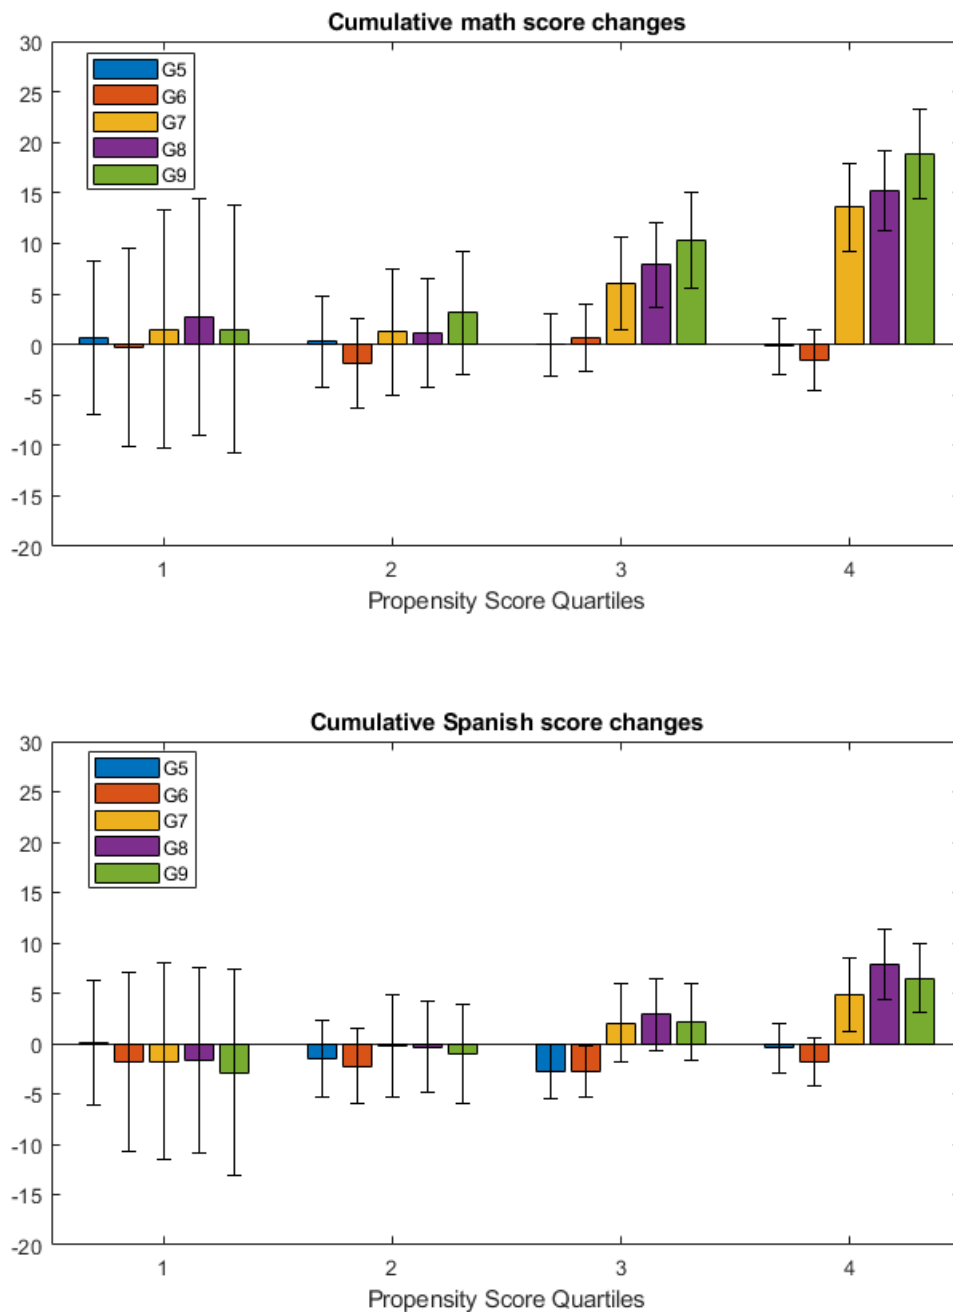 Cumulative math score changes
30
25
20
15
10
5
0
-5
-10
-15
-20
G5
G6
G7
G8
G9
1 2 3 4
Propensity Score Quartiles
Cumulative Spanish score changes
30
25
20
15
10
5
0
-5
-10
-15
-20
G5
G6
G7
G8
G9
1 2 3 4
Propensity Score Quartiles